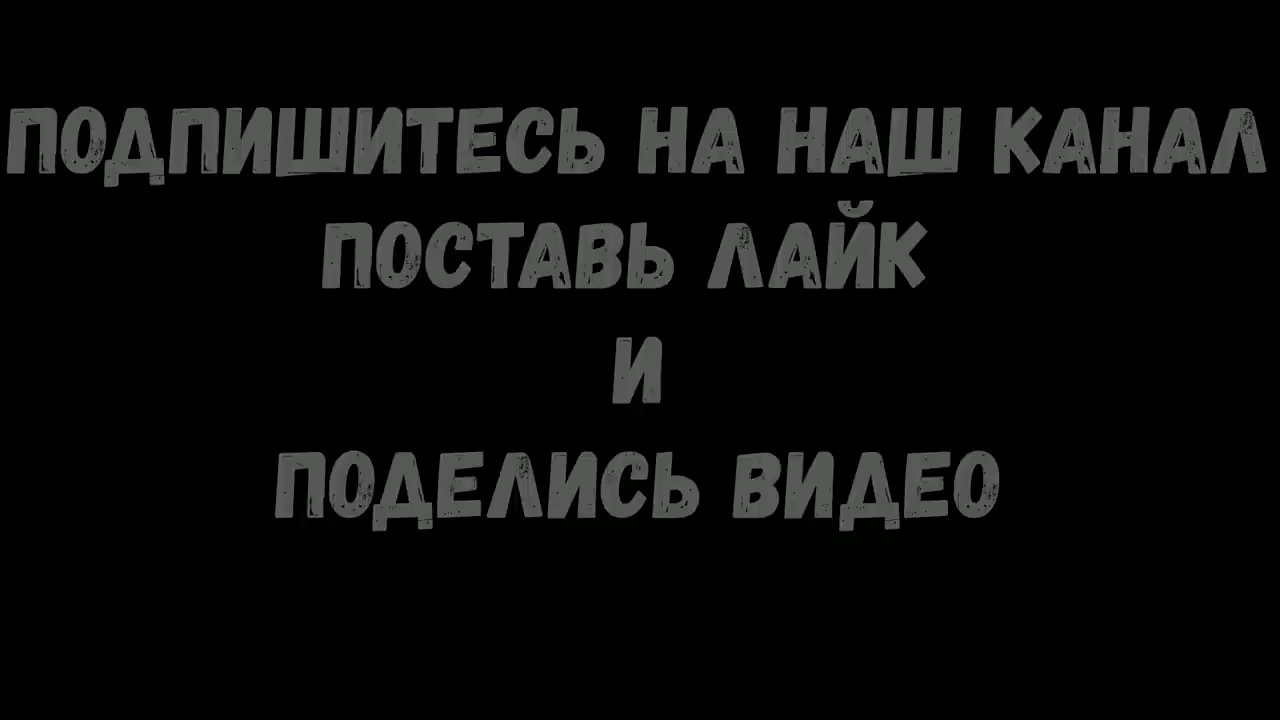 ПОДПИШИТЕСЬ НА НАШ КАНАЛ
ПОСТАВЬ ЛАЙК
И
ПОДЕЛИСЬ ВИДЕО